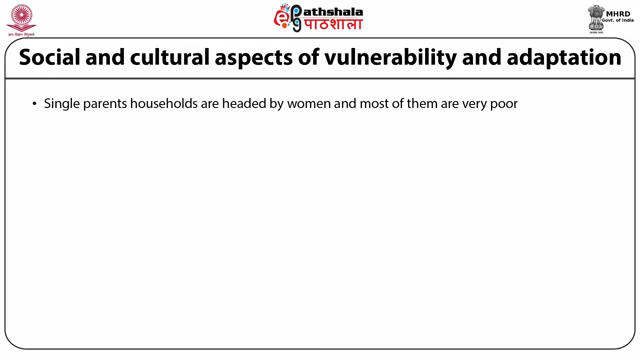 ePathshala
पाठशाला
MHRD
Govt. of India
Social and cultural aspects of vulnerability and adaptation
• Single parents households are headed by women and most of them are very poor